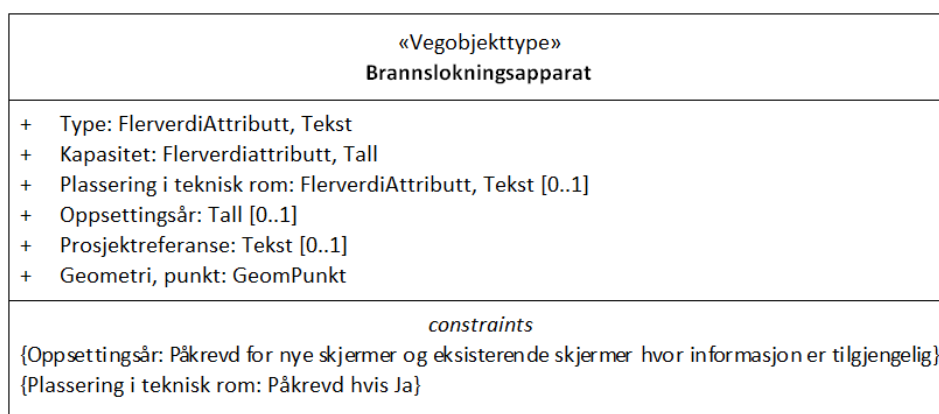 «Vegobjekttype»
Brannslokningsapparat
+ Type: FlerverdiAttributt, Tekst
+ Kapasitet: Flerverdiattributt, Tall
+ Plassering i teknisk rom: FlerverdiAttributt, Tekst [0..1]
+ Oppsettingsår: Tall [0..1]
+ Prosjektreferanse: Tekst [0..1]
+ Geometri, punkt: GeomPunkt
constraints
{Oppsettingsår: Påkrevd for nye skjermer og eksisterende skjermer hvor informasjon er tilgjengelig}
{Plassering i teknisk rom: Påkrevd hvis Ja}